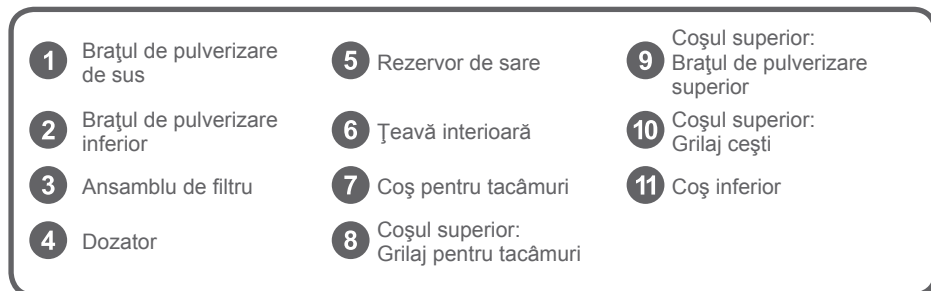 1 Braţul de pulverizare
de sus
2 Braţul de pulverizare
inferior
3 Ansamblu de filtru
4 Dozator
5 Rezervor de sare
6 Ţeavă interioară
7 Coş pentru tacâmuri
8 Coşul superior:
Grilaj pentru tacâmuri
9 Coşul superior:
Braţul de pulverizare
superior
10 Coşul superior:
Grilaj ceşti
11 Coş inferior